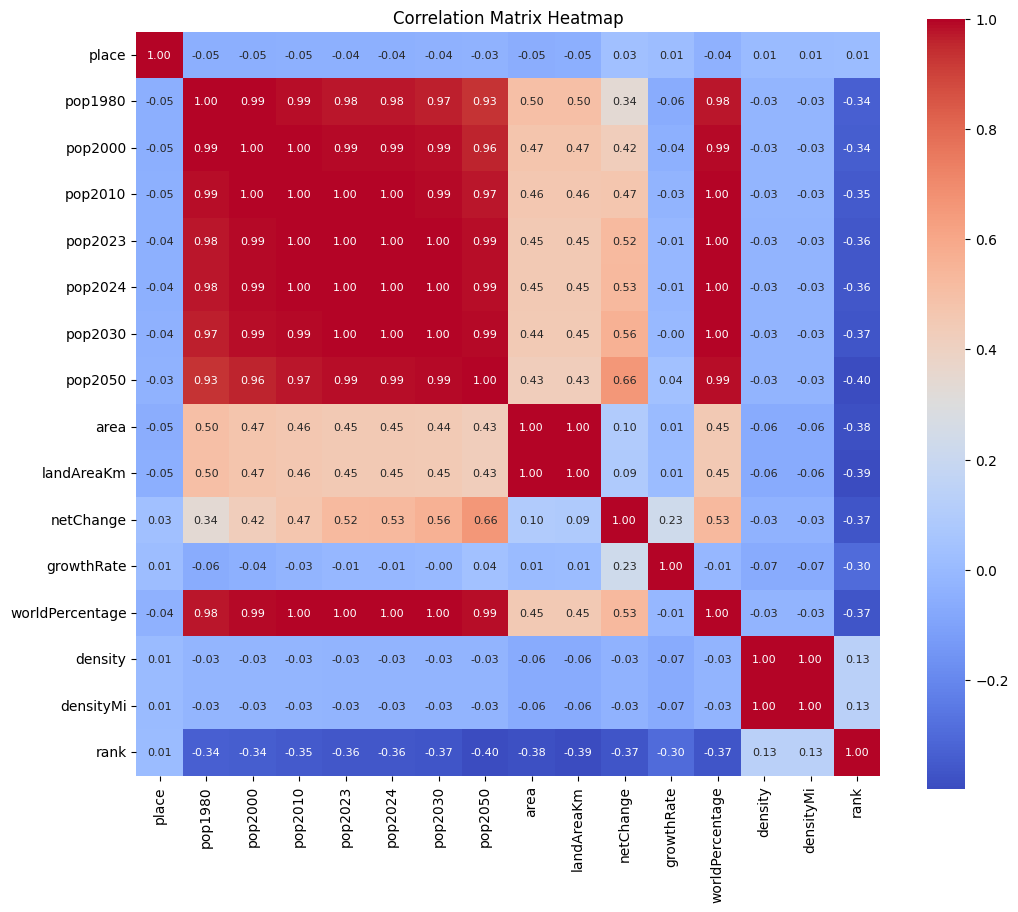 Correlation Matrix Heatmap
place 1.00 -0.05 -0.05 -0.05 -0.04 -0.04 -0.04 -0.03 -0.05 -0.05 0.03 0.01 -0.04 0.01 0.01 0.01
pop1980 -0.05 1.00 0.99 0.99 0.98 0.98 0.97 0.93 0.50 0.50 0.34 -0.06 0.98 -0.03 -0.03 -0.34
pop2000 -0.05 0.99 1.00 1.00 0.99 0.99 0.99 0.96 0.47 0.47 0.42 -0.04 0.99 -0.03 -0.03 -0.34
pop2010 -0.05 0.99 1.00 1.00 1.00 1.00 0.99 0.97 0.46 0.46 0.47 -0.03 1.00 -0.03 -0.03 -0.35
pop2023 -0.04 0.98 0.99 1.00 1.00 1.00 1.00 0.99 0.45 0.45 0.52 -0.01 1.00 -0.03 -0.03 -0.36
pop2024 -0.04 0.98 0.99 1.00 1.00 1.00 1.00 0.99 0.45 0.45 0.53 -0.01 1.00 -0.03 -0.03 -0.36
pop2030 -0.04 0.97 0.99 0.99 1.00 1.00 1.00 0.99 0.44 0.45 0.56 -0.00 1.00 -0.03 -0.03 -0.37
pop2050 -0.03 0.93 0.96 0.97 0.99 0.99 0.99 1.00 0.43 0.43 0.66 0.04 0.99 -0.03 -0.03 -0.40
area -0.05 0.50 0.47 0.46 0.45 0.45 0.44 0.43 1.00 1.00 0.10 0.01 0.45 -0.06 -0.06 -0.38
landAreaKm -0.05 0.50 0.47 0.46 0.45 0.45 0.45 0.43 1.00 1.00 0.09 0.01 0.45 -0.06 -0.06 -0.39
netChange 0.03 0.34 0.42 0.47 0.52 0.53 0.56 0.66 0.10 0.09 1.00 0.23 0.53 -0.03 -0.03 -0.37
growthRate 0.01 -0.06 -0.04 -0.03 -0.01 -0.01 -0.00 0.04 0.01 0.01 0.23 1.00 -0.01 -0.07 -0.07 -0.30
worldPercentage -0.04 0.98 0.99 1.00 1.00 1.00 1.00 0.99 0.45 0.45 0.53 -0.01 1.00 -0.03 -0.03 -0.37
density 0.01 -0.03 -0.03 -0.03 -0.03 -0.03 -0.03 -0.03 -0.06 -0.06 -0.03 -0.07 -0.03 1.00 1.00 0.13
densityMi 0.01 -0.03 -0.03 -0.03 -0.03 -0.03 -0.03 -0.03 -0.06 -0.06 -0.03 -0.07 -0.03 1.00 1.00 0.13
rank 0.01 -0.34 -0.34 -0.35 -0.36 -0.36 -0.37 -0.40 -0.38 -0.39 -0.37 -0.30 -0.37 0.13 0.13 1.00
place pop1980 pop2000 pop2010 pop2023 pop2024 pop2030 pop2050 area landAreaKm netChange growthRate worldPercentage density densityMi rank
1.0
0.8
0.6
0.4
0.2
0.0
−0.2